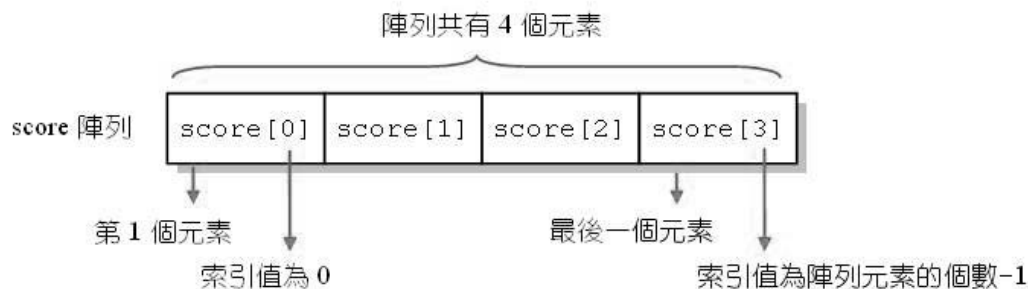 陣列共有 4 個元素
score 陣列 score[0] score[1] score[2] score[3]
第 1 個元素 最後一個元素
索引值為 0 索引值為陣列元素的個數-1